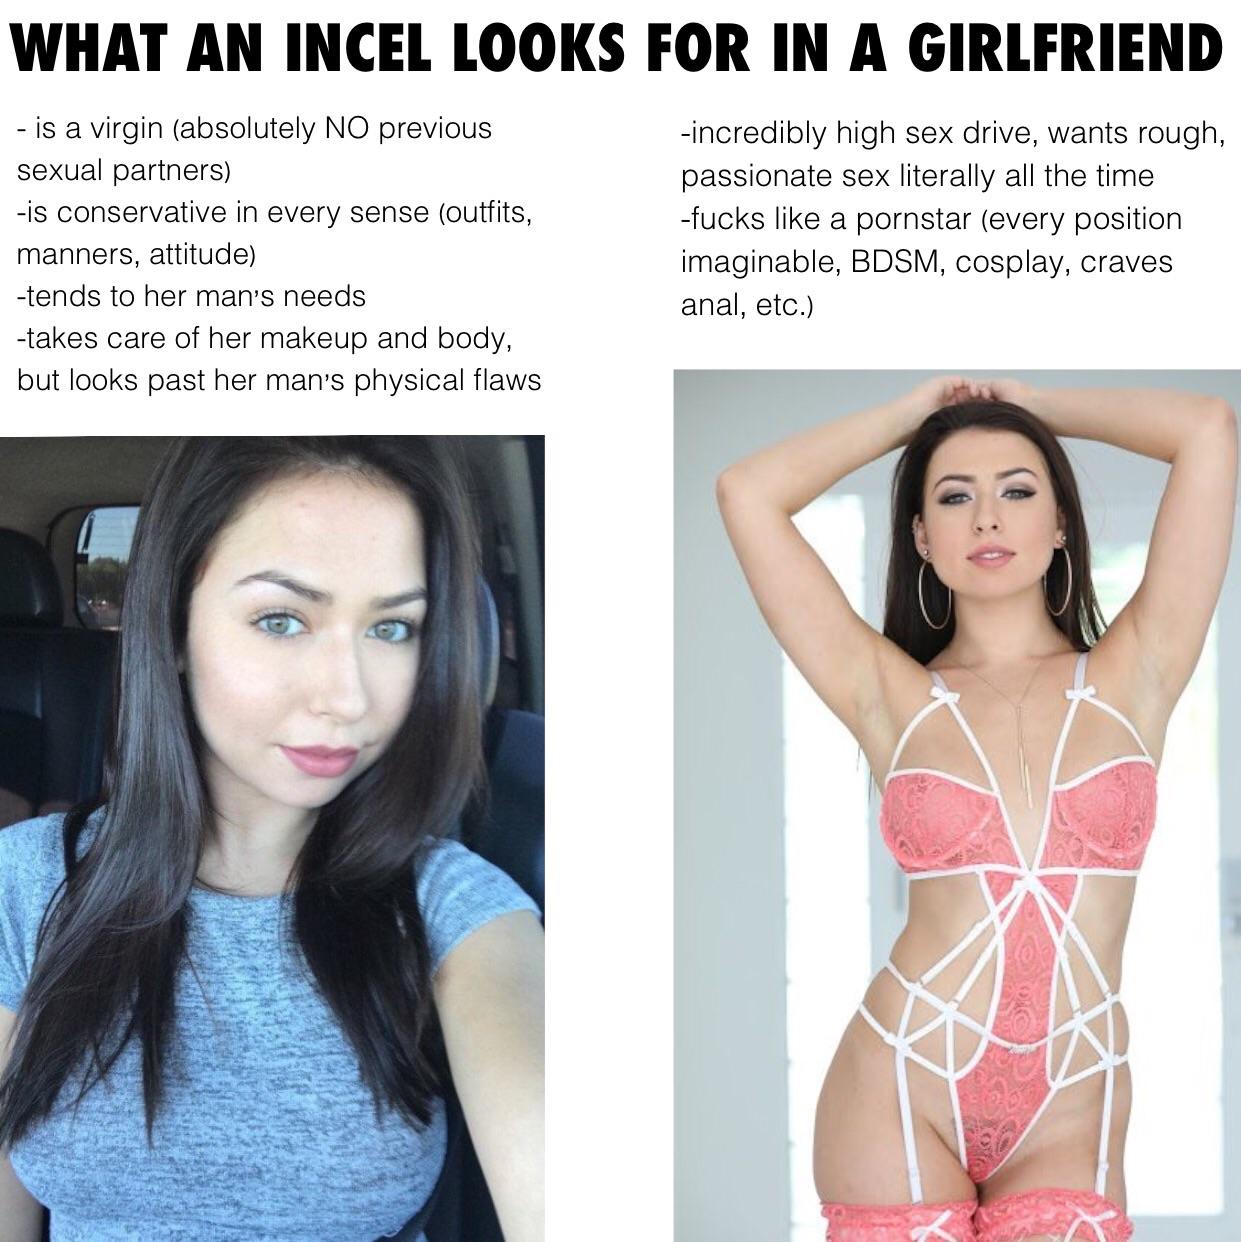 WHAT AN INCEL LOOKS FOR IN A GIRLFRIEND
- is a virgin (absolutely NO previous
sexual partners)
-is conservative in every sense (outfits,
manners, attitude)
-tends to her man's needs
-takes care of her makeup and body,
but looks past her man's physical flaws
-incredibly high sex drive, wants rough,
passionate sex literally all the time
-fucks like a pornstar (every position
imaginable, BDSM, cosplay, craves
anal, etc.)